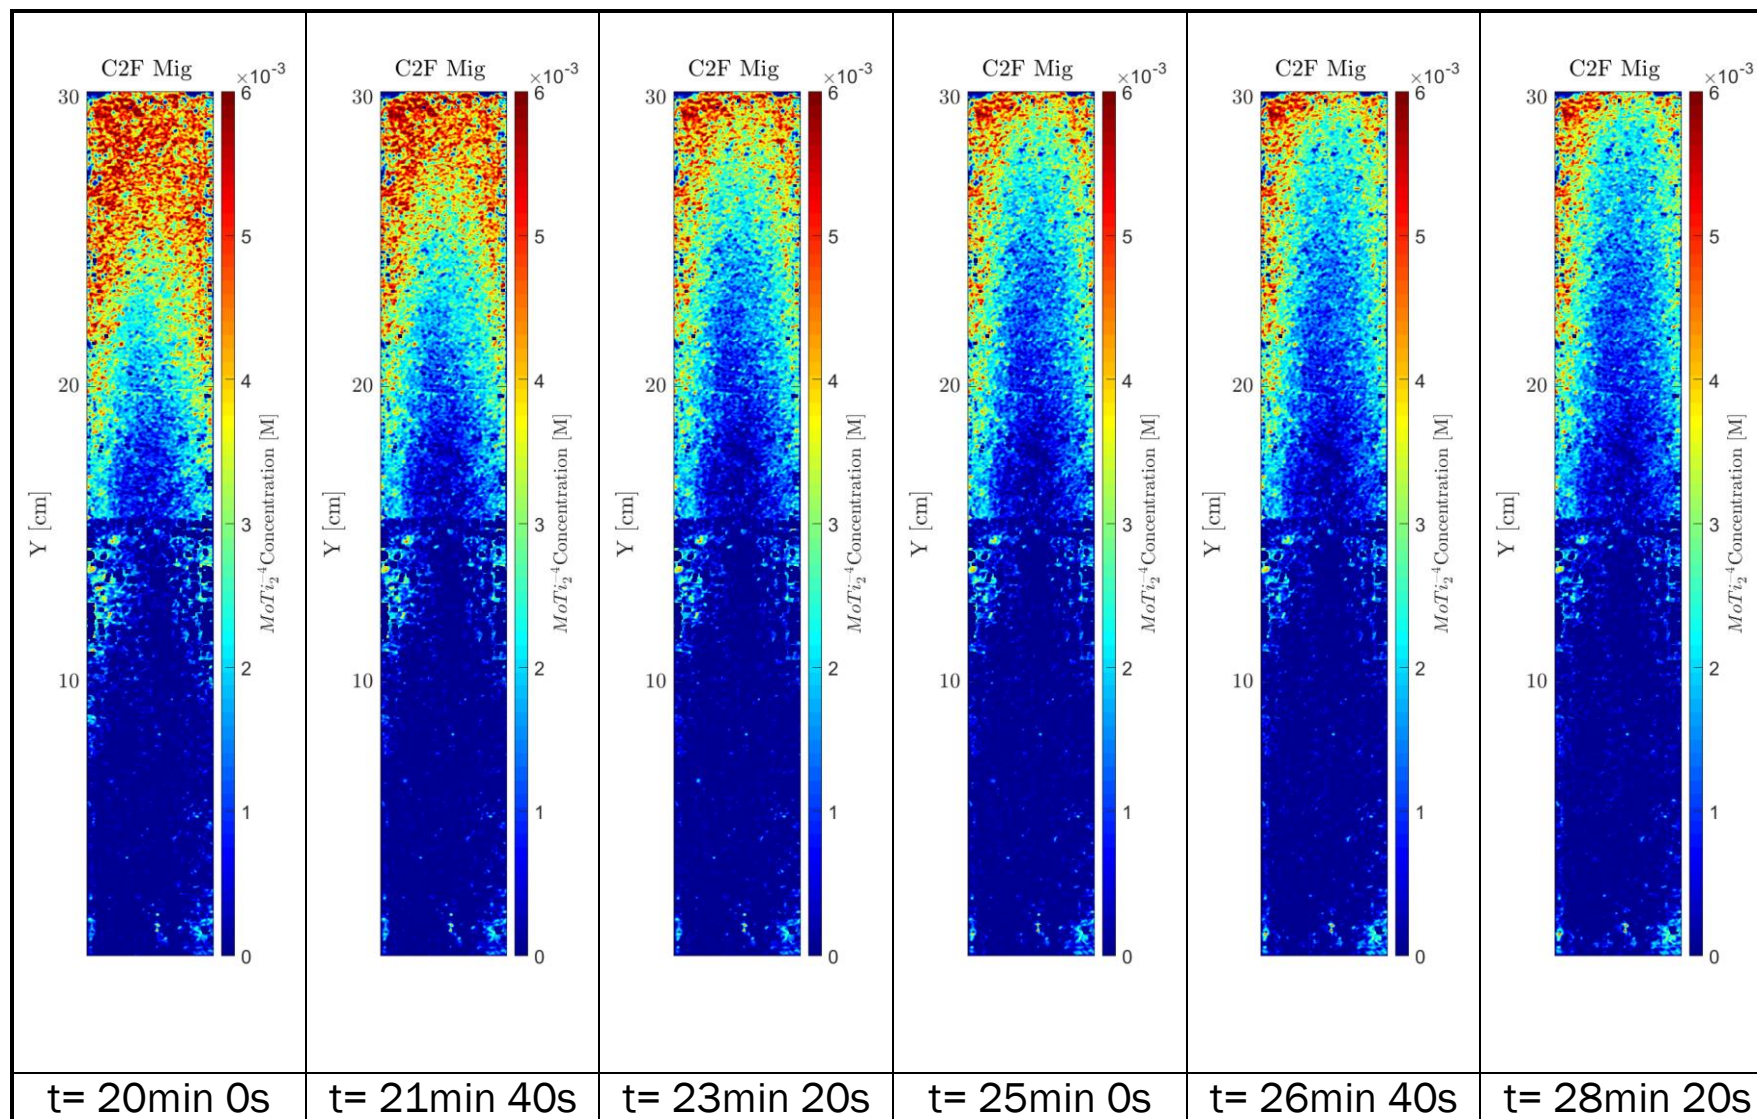 C2F Mig
×10⁻³
30
20
10
Y [cm]
6
5
4
3
2
1
0
MoTi₂⁻⁴Concentration [M]
t= 20min 0s
C2F Mig
×10⁻³
30
20
10
Y [cm]
6
5
4
3
2
1
0
MoTi₂⁻⁴Concentration [M]
t= 21min 40s
C2F Mig
×10⁻³
30
20
10
Y [cm]
6
5
4
3
2
1
0
MoTi₂⁻⁴Concentration [M]
t= 23min 20s
C2F Mig
×10⁻³
30
20
10
Y [cm]
6
5
4
3
2
1
0
MoTi₂⁻⁴Concentration [M]
t= 25min 0s
C2F Mig
×10⁻³
30
20
10
Y [cm]
6
5
4
3
2
1
0
MoTi₂⁻⁴Concentration [M]
t= 26min 40s
C2F Mig
×10⁻³
30
20
10
Y [cm]
6
5
4
3
2
1
0
MoTi₂⁻⁴Concentration [M]
t= 28min 20s